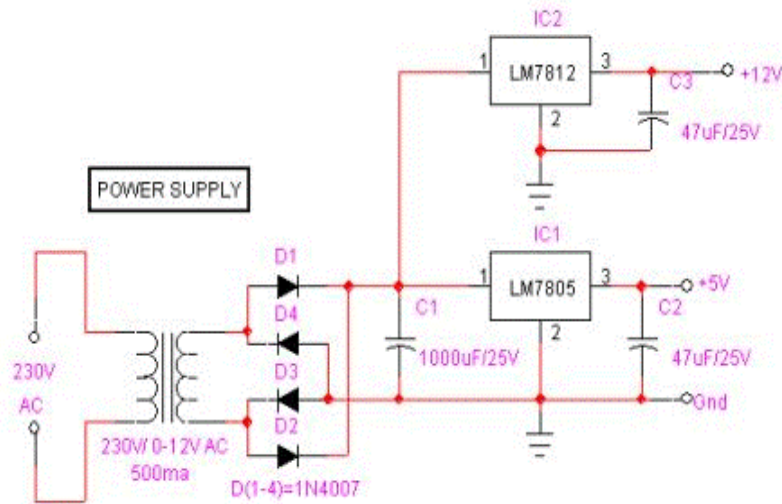 IC2
1
LM7812
3
C3
+12V
2
47uF/25V
POWER SUPPLY
IC1
D1
1
LM7805
3
+5V
D4
C1
C2
2
230V
D3
1000uF/25V
47uF/25V
AC
D2
Gnd
230V/ 0-12V AC
500ma
D(1-4)=1N4007